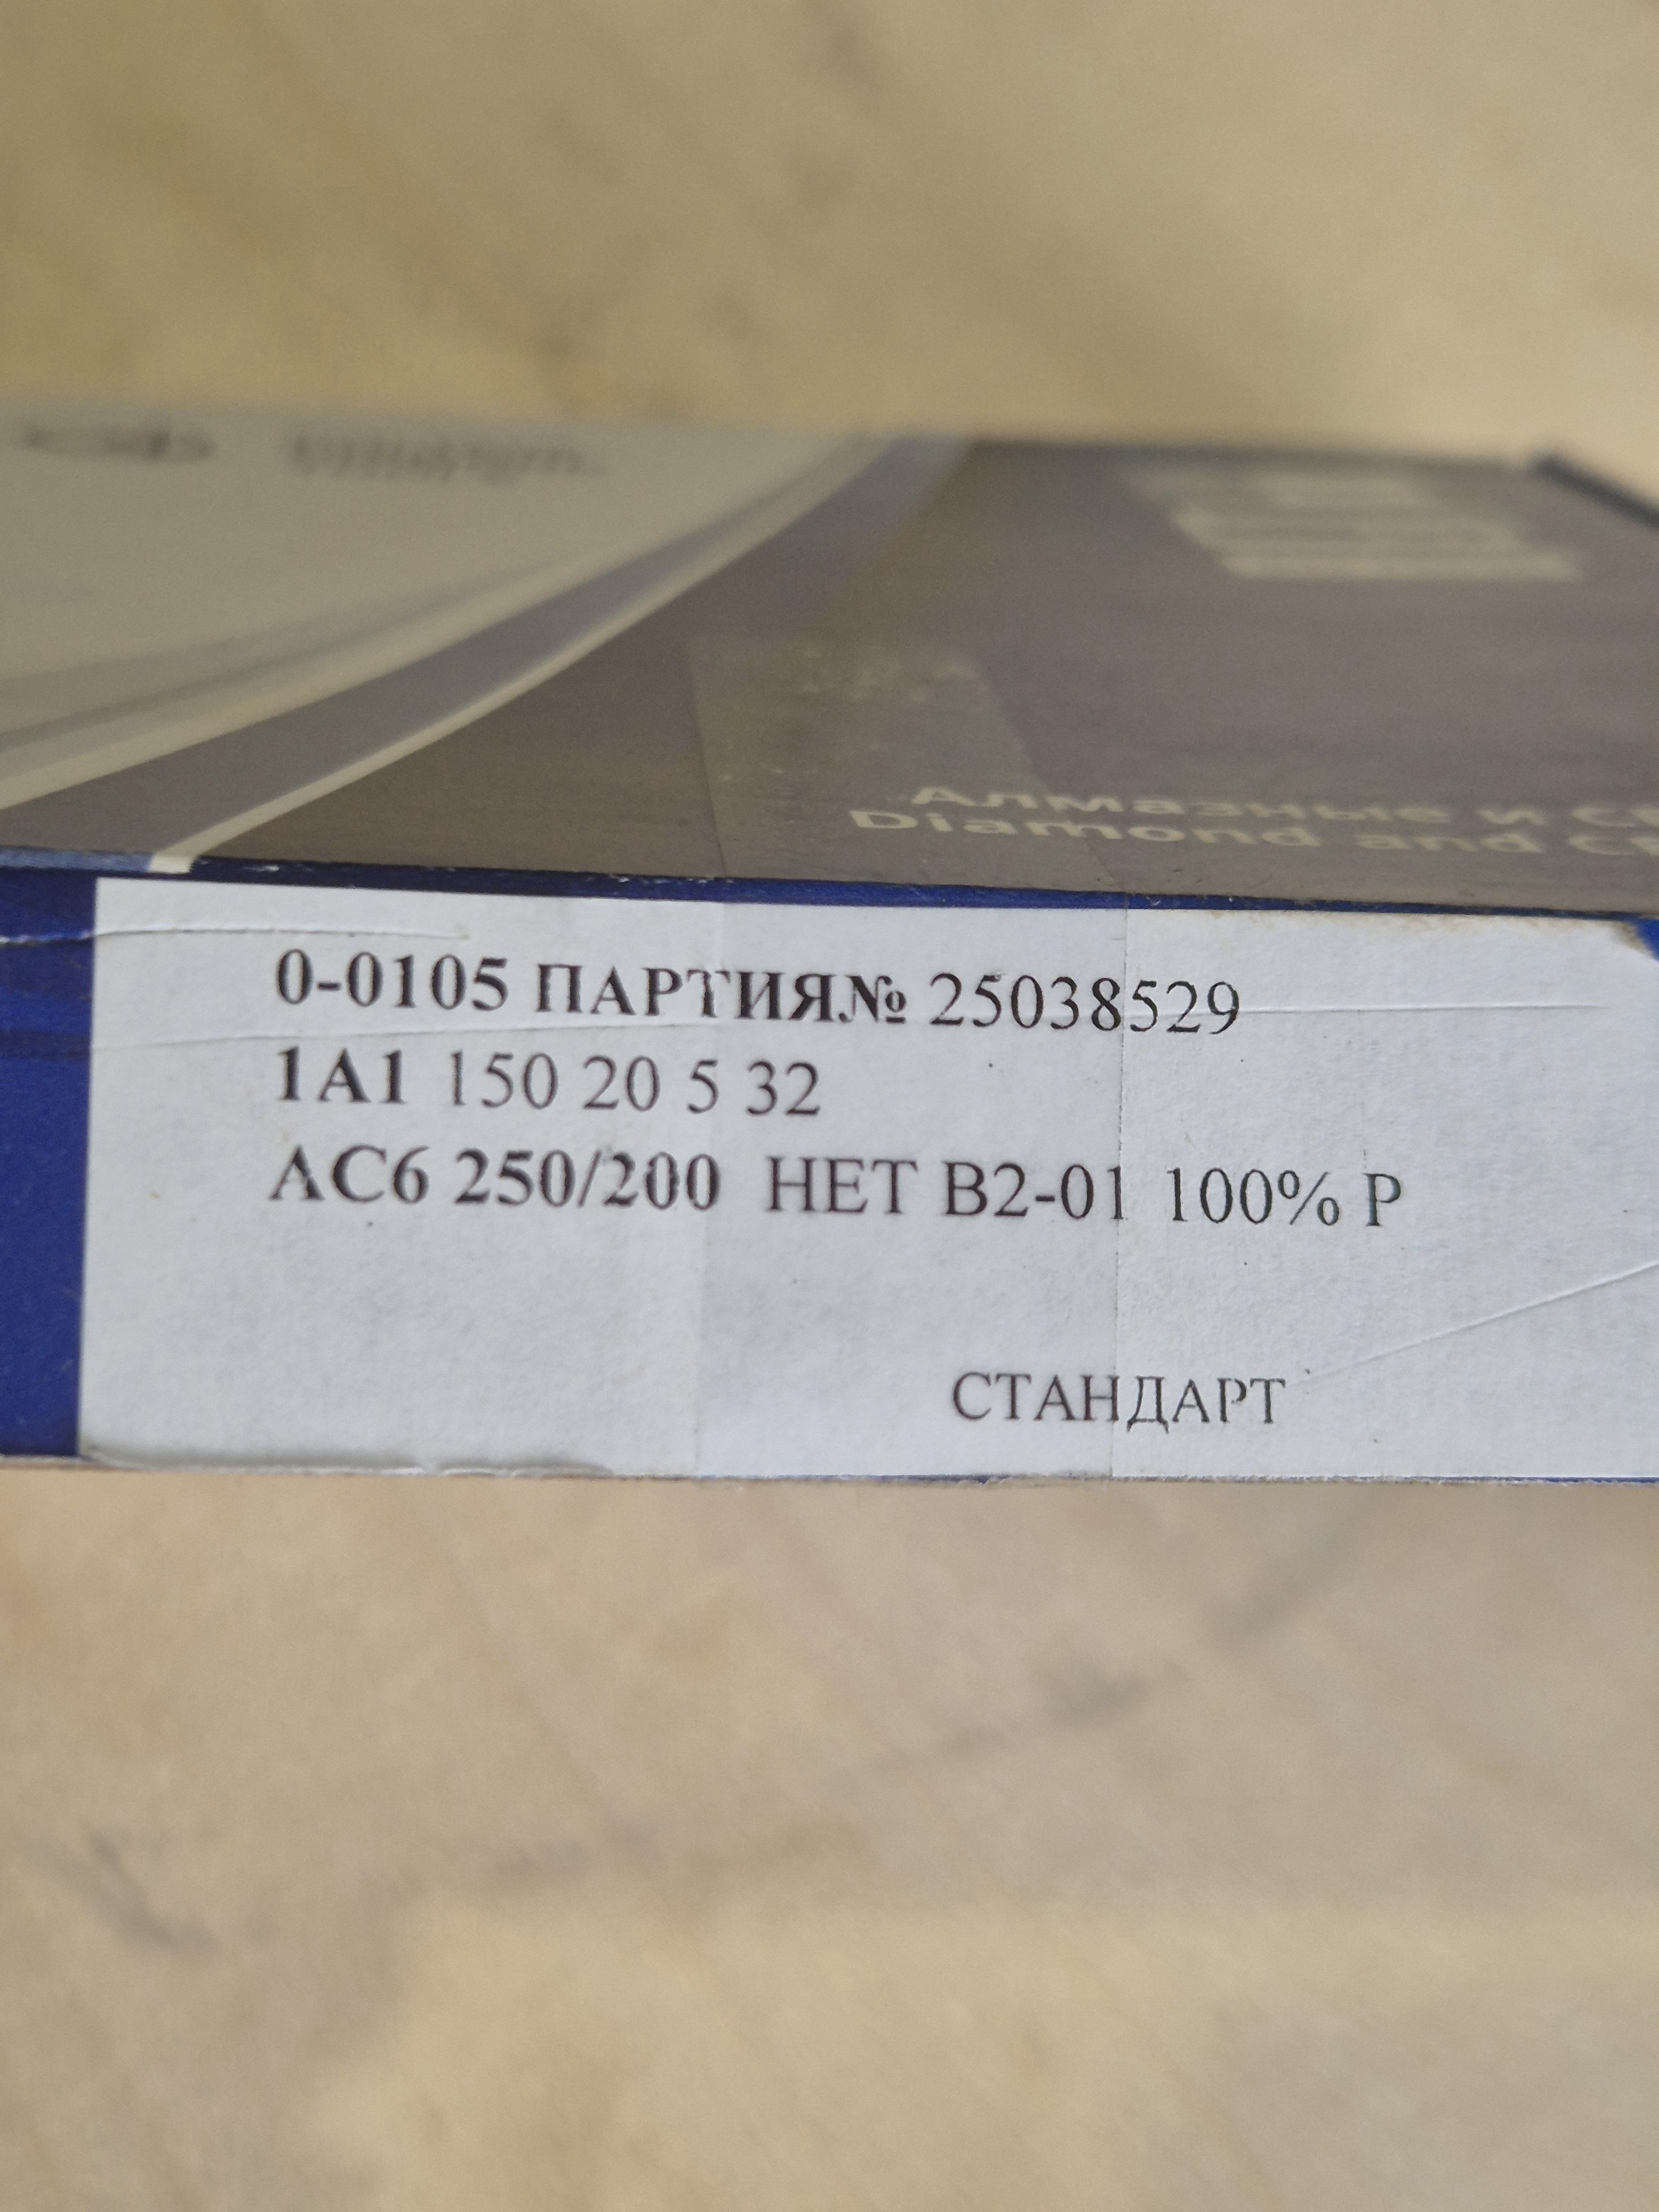 Алмазные и
Diamond and
0-0105 ПАРТИЯ№ 25038529
1А1 150 20 5 32
АС6 250/200 НЕТ В2-01 100% Р
СТАНДАРТ